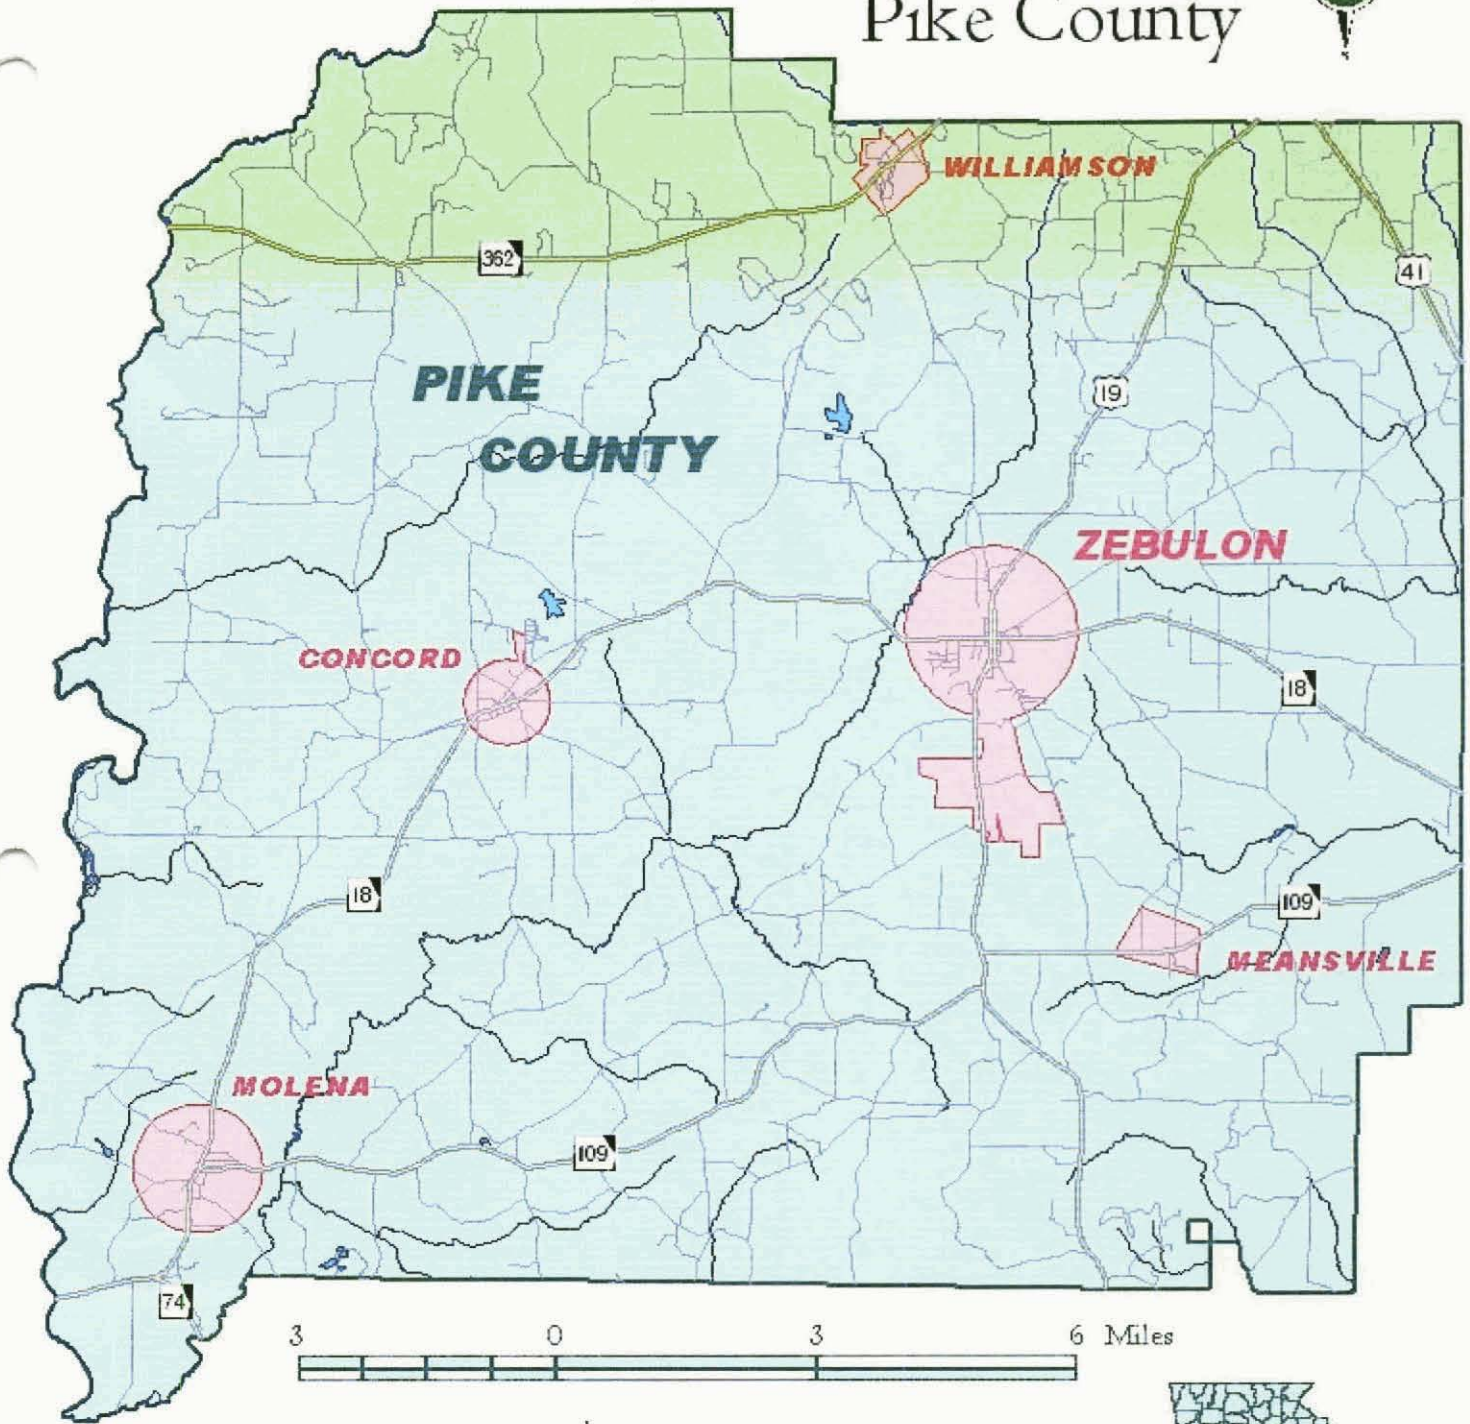 Pike County
WILLIAMSON
362
41
PIKE
COUNTY
19
ZEBULON
CONCORD
18
18
109
MEANSVILLE
MOLENA
109
74
3 0 3 6 Miles